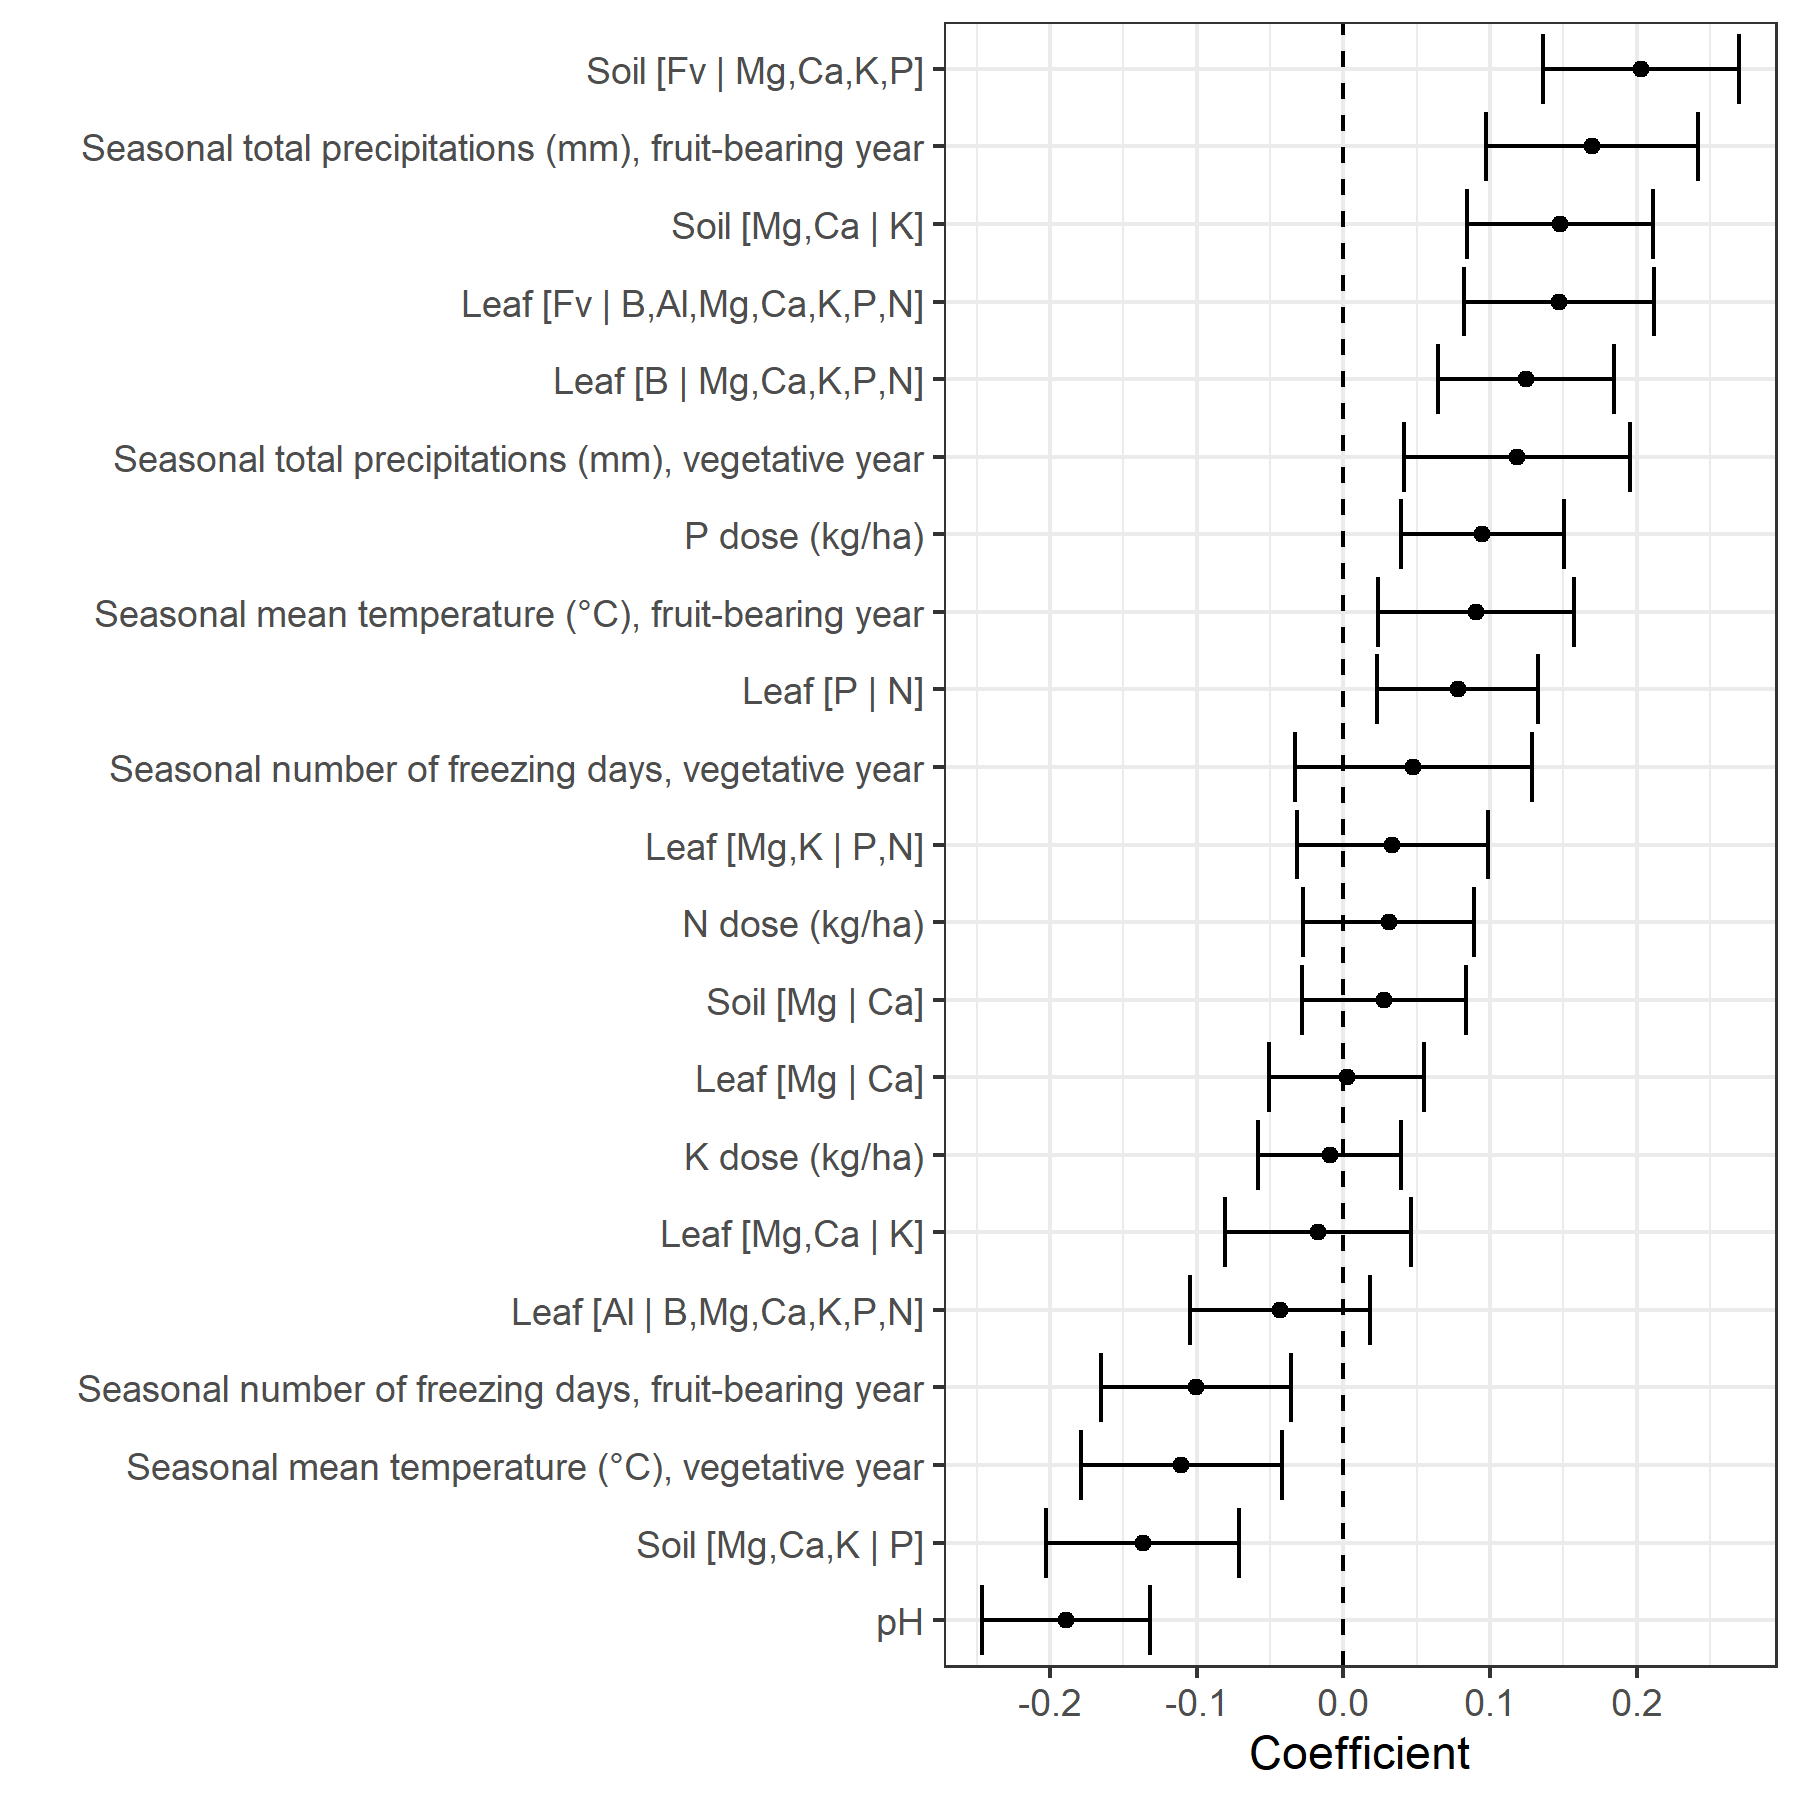 Soil [Fv | Mg,Ca,K,P]
Seasonal total precipitations (mm), fruit-bearing year
Soil [Mg,Ca | K]
Leaf [Fv | B,Al,Mg,Ca,K,P,N]
Leaf [B | Mg,Ca,K,P,N]
Seasonal total precipitations (mm), vegetative year
P dose (kg/ha)
Seasonal mean temperature (°C), fruit-bearing year
Leaf [P | N]
Seasonal number of freezing days, vegetative year
Leaf [Mg,K | P,N]
N dose (kg/ha)
Soil [Mg | Ca]
Leaf [Mg | Ca]
K dose (kg/ha)
Leaf [Mg,Ca | K]
Leaf [Al | B,Mg,Ca,K,P,N]
Seasonal number of freezing days, fruit-bearing year
Seasonal mean temperature (°C), vegetative year
Soil [Mg,Ca,K | P]
pH
-0.2 -0.1 0.0 0.1 0.2
Coefficient